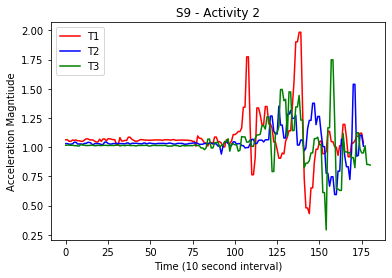 S9 - Activity 2
T1
T2
T3
Acceleration Magntiude
2.00
1.75
1.50
1.25
1.00
0.75
0.50
0.25
0
25
50
75
100
125
150
175
Time (10 second interval)